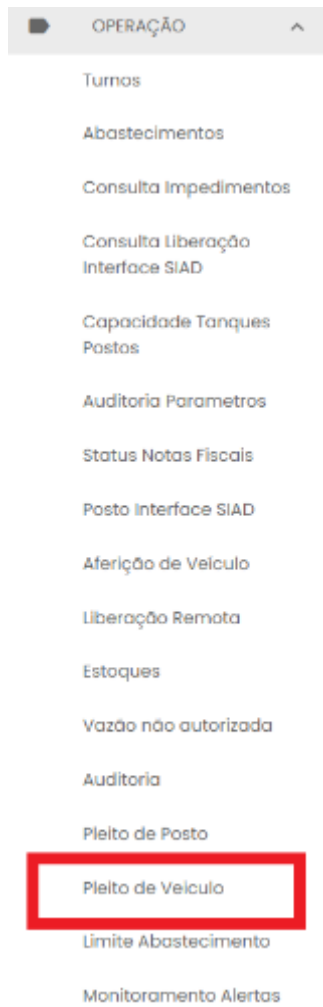 OPERAÇÃO
Turnos
Abastecimentos
Consulta Impedimentos
Consulta Liberação
Interface SIAD
Capacidade Tanques
Postos
Auditoria Parametros
Status Notas Fiscais
Posto Interface SIAD
Aferição de Veículo
Liberação Remota
Estoques
Vazão não autorizada
Auditoria
Pleito de Posto
Pleito de Veiculo
Limite Abastecimento
Monitoramento Alertas